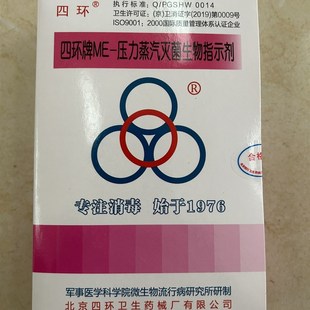 四环®
执行标准：Q/PGSHW 0014
卫生许可证：(京)卫消证字(2019)第0009号
ISO9001：2000国际质量管理体系认证企业
四环牌ME-压力蒸汽灭菌生物指示剂
®
专注消毒 始于1976
军事医学科学院微生物流行病研究所研制
北京四环卫生药械厂有限公司